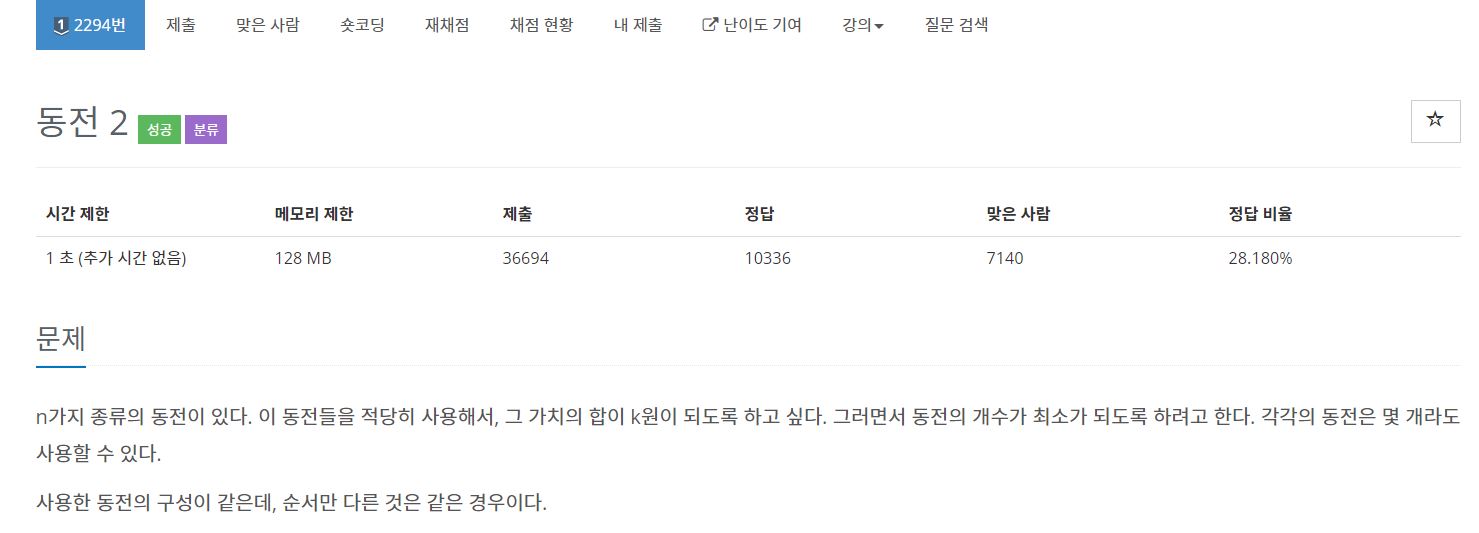 1 2294번 제출 맞은 사람 숏코딩 재채점 채점 현황 내 제출 난이도 기여 강의 질문 검색
동전 2 성공 분류
시간 제한 메모리 제한 제출 정답 맞은 사람 정답 비율
1 초 (추가 시간 없음) 128 MB 36694 10336 7140 28.180%
문제
n가지 종류의 동전이 있다. 이 동전들을 적당히 사용해서, 그 가치의 합이 k원이 되도록 하고 싶다. 그러면서 동전의 개수가 최소가 되도록 하려고 한다. 각각의 동전은 몇 개라도
사용할 수 있다.
사용한 동전의 구성이 같은데, 순서만 다른 것은 같은 경우이다.